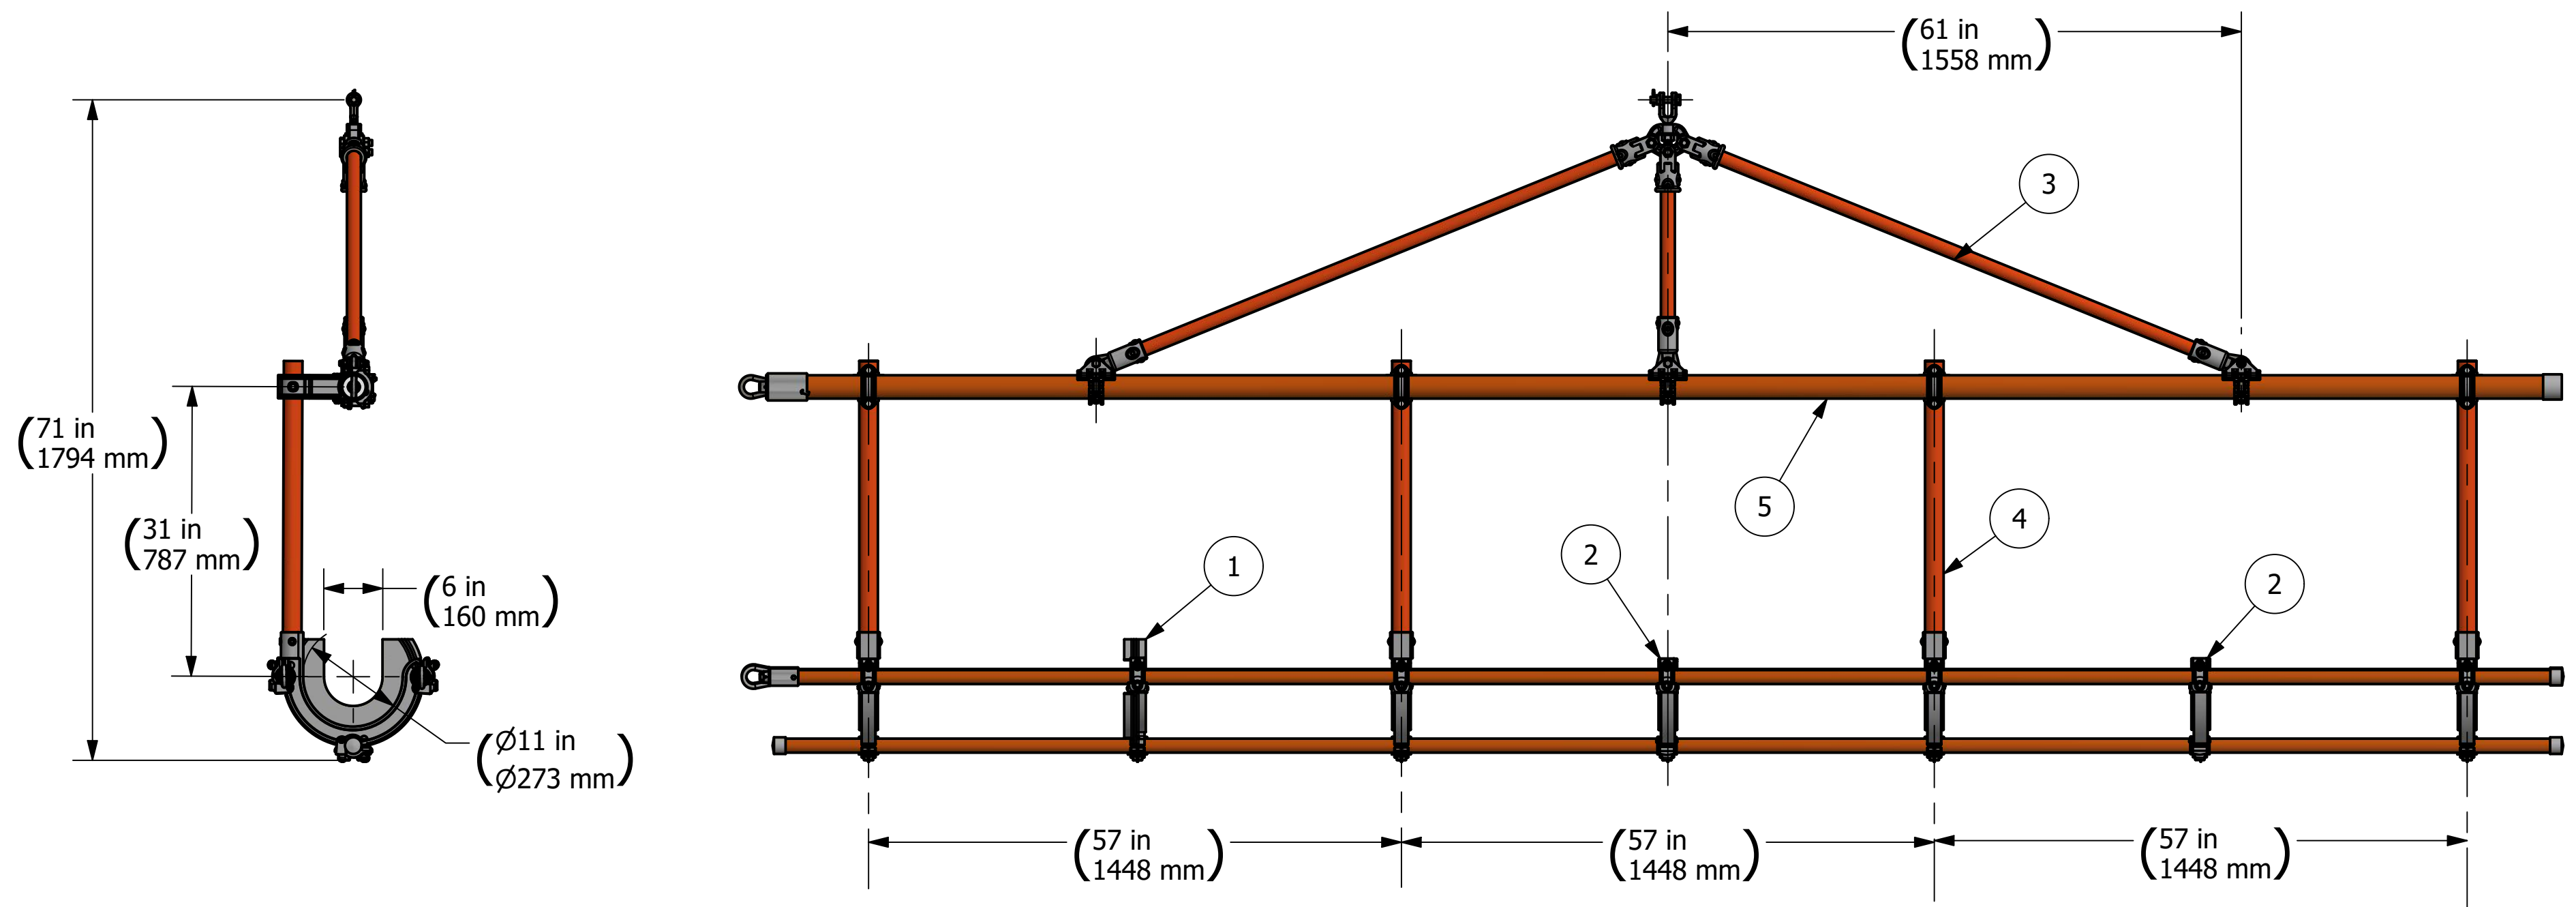 (61 in
1558 mm)
3
(71 in
1794 mm)
(31 in
787 mm)
5
4
1
2
2
(6 in
160 mm)
(Ø11 in
Ø273 mm)
(57 in
1448 mm)
(57 in
1448 mm)
(57 in
1448 mm)